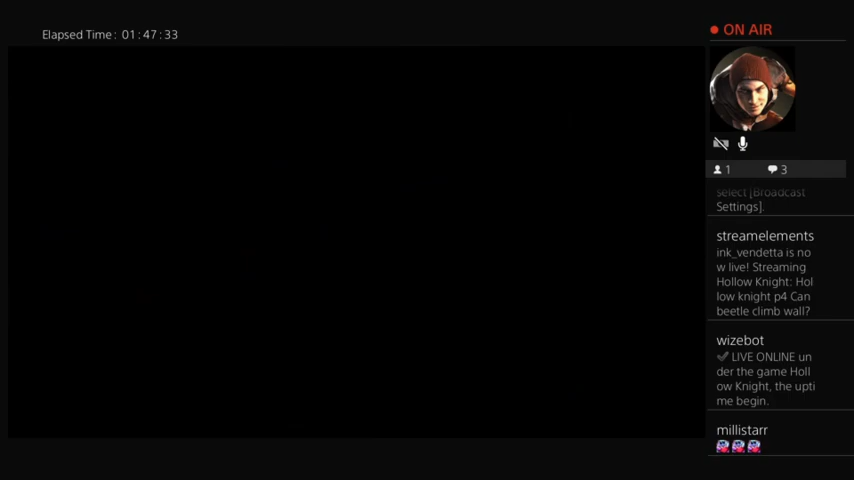 Elapsed Time: 01:47:33
ON AIR
1 3
select [Broadcast
Settings].
streamelements
ink_vendetta is no
w live! Streaming
Hollow Knight: Hol
low knight p4 Can
beetle climb wall?
wizebot
✓ LIVE ONLINE un
der the game Holl
ow Knight, the upti
me begin.
millistarr